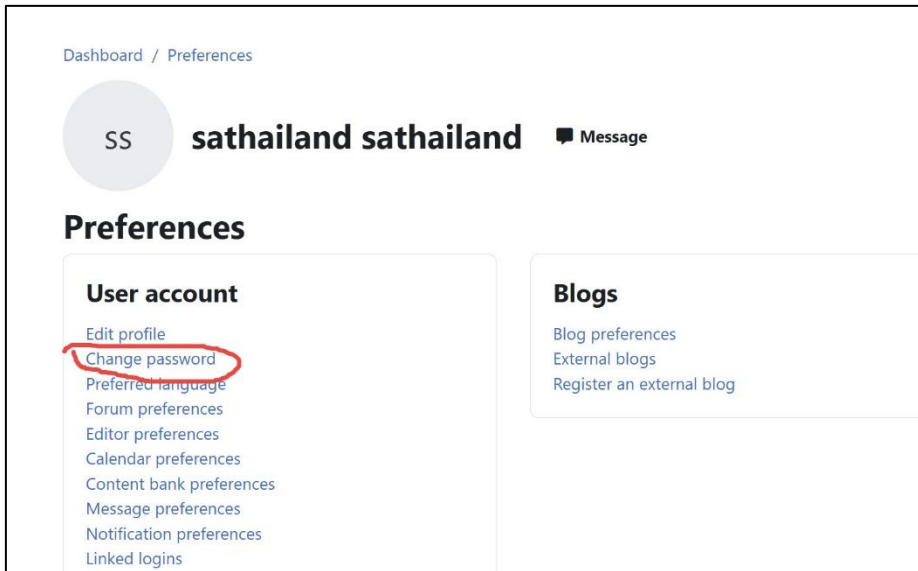 Dashboard / Preferences
SS
sathailand sathailand
Message
Preferences
User account
Edit profile
Change password
Preferred language
Forum preferences
Editor preferences
Calendar preferences
Content bank preferences
Message preferences
Notification preferences
Linked logins
Blogs
Blog preferences
External blogs
Register an external blog